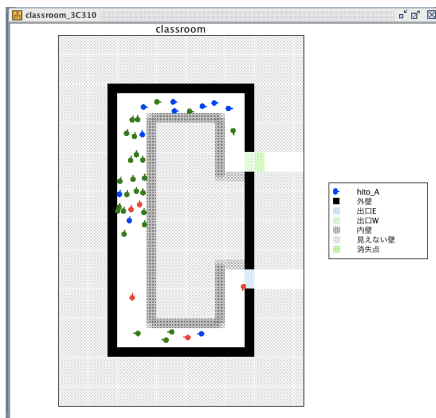 classroom_3C310
classroom
hito_A
外壁
出口E
出口W
内壁
見えない壁
消失点